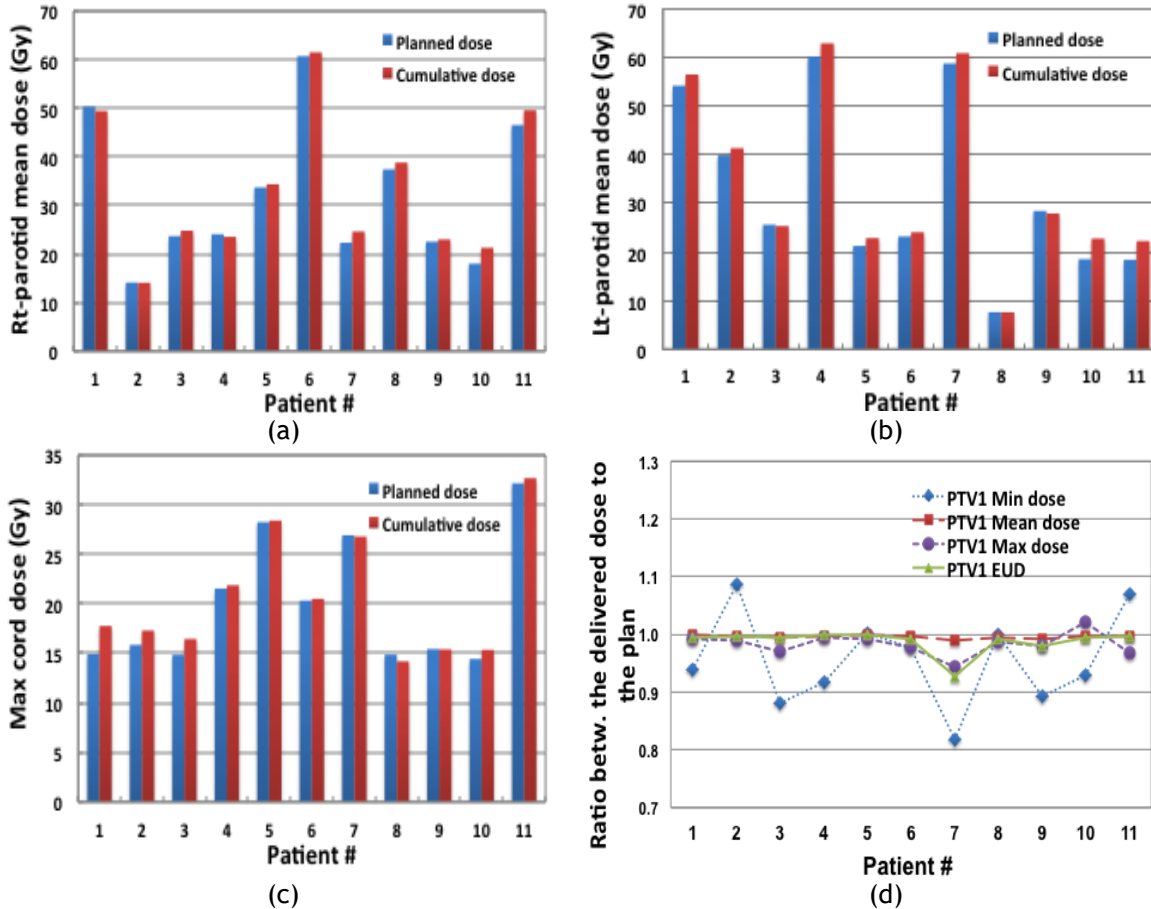 70
60
50
40
30
20
10
0
Rt-parotid mean dose (Gy)
Planned dose
Cumulative dose
1 2 3 4 5 6 7 8 9 10 11
Patient #
(a)
70
60
50
40
30
20
10
0
Lt-parotid mean dose (Gy)
Planned dose
Cumulative dose
1 2 3 4 5 6 7 8 9 10 11
Patient #
(b)
35
30
25
20
15
10
5
0
Max cord dose (Gy)
Planned dose
Cumulative dose
1 2 3 4 5 6 7 8 9 10 11
Patient #
(c)
1.3
1.2
1.1
1.0
0.9
0.8
0.7
Ratio betw. the delivered dose to
the plan
PTV1 Min dose
PTV1 Mean dose
PTV1 Max dose
PTV1 EUD
1 2 3 4 5 6 7 8 9 10 11
Patient #
(d)